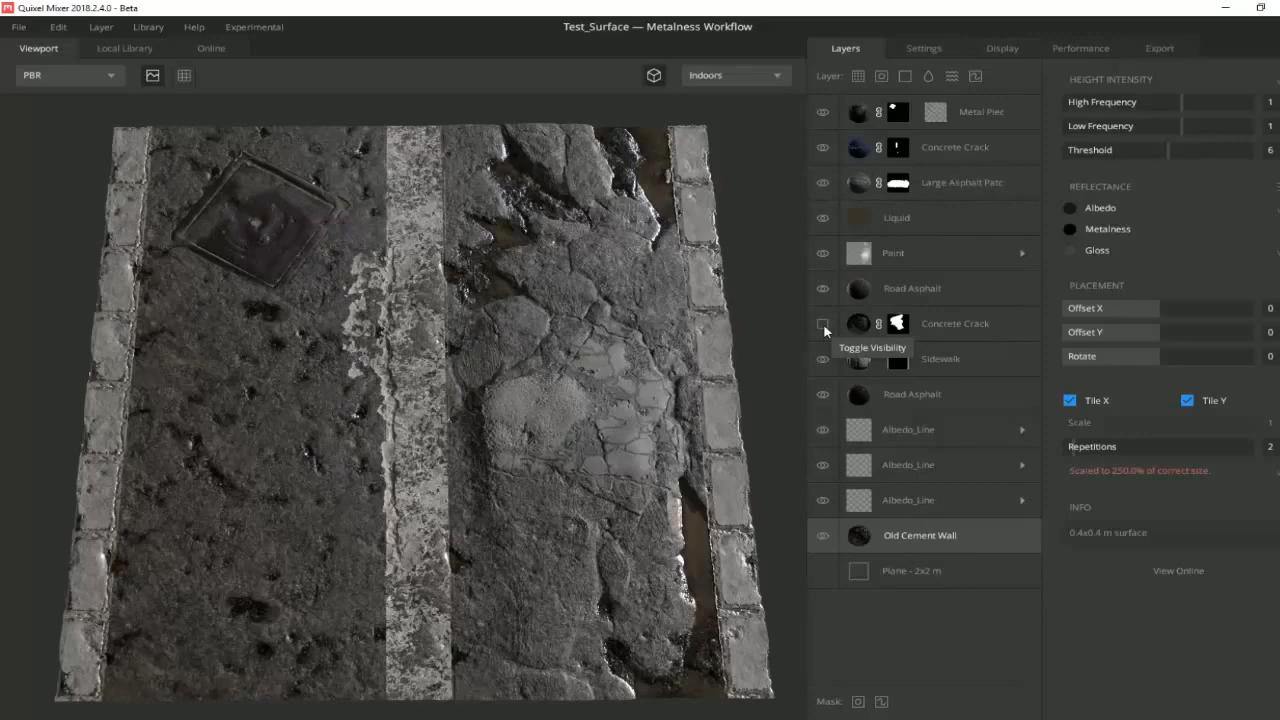 Quixel Mixer 2018.2.4.0 - Beta
File Edit Layer Library Help Experimental
Test_Surface — Metalness Workflow
Viewport Local Library Online
Layers Settings Display Performance Export
PBR
Indoors
Layer:
HEIGHT INTENSITY
High Frequency 1
Low Frequency 1
Threshold 6
Metal Piec
Concrete Crack
Large Asphalt Patc
Liquid
Paint
Road Asphalt
Concrete Crack
Toggle Visibility
Sidewalk
Road Asphalt
Albedo_Line
Albedo_Line
Albedo_Line
Old Cement Wall
Plane - 2x2 m
REFLECTANCE
Albedo
Metalness
Gloss
PLACEMENT
Offset X 0
Offset Y 0
Rotate 0
Tile X Tile Y
Scale 1
Repetitions 2
Scaled to 250.0% of correct size.
INFO
0.4x0.4 m surface
View Online
Mask: